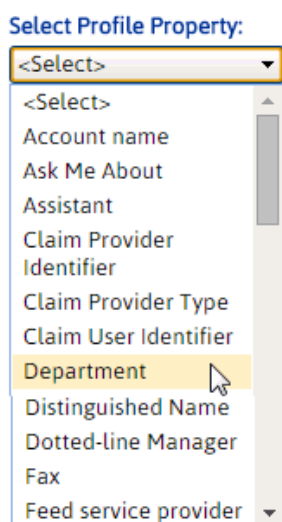 Select Profile Property:
<Select>
<Select>
Account name
Ask Me About
Assistant
Claim Provider
Identifier
Claim Provider Type
Claim User Identifier
Department
Distinguished Name
Dotted-line Manager
Fax
Feed service provider